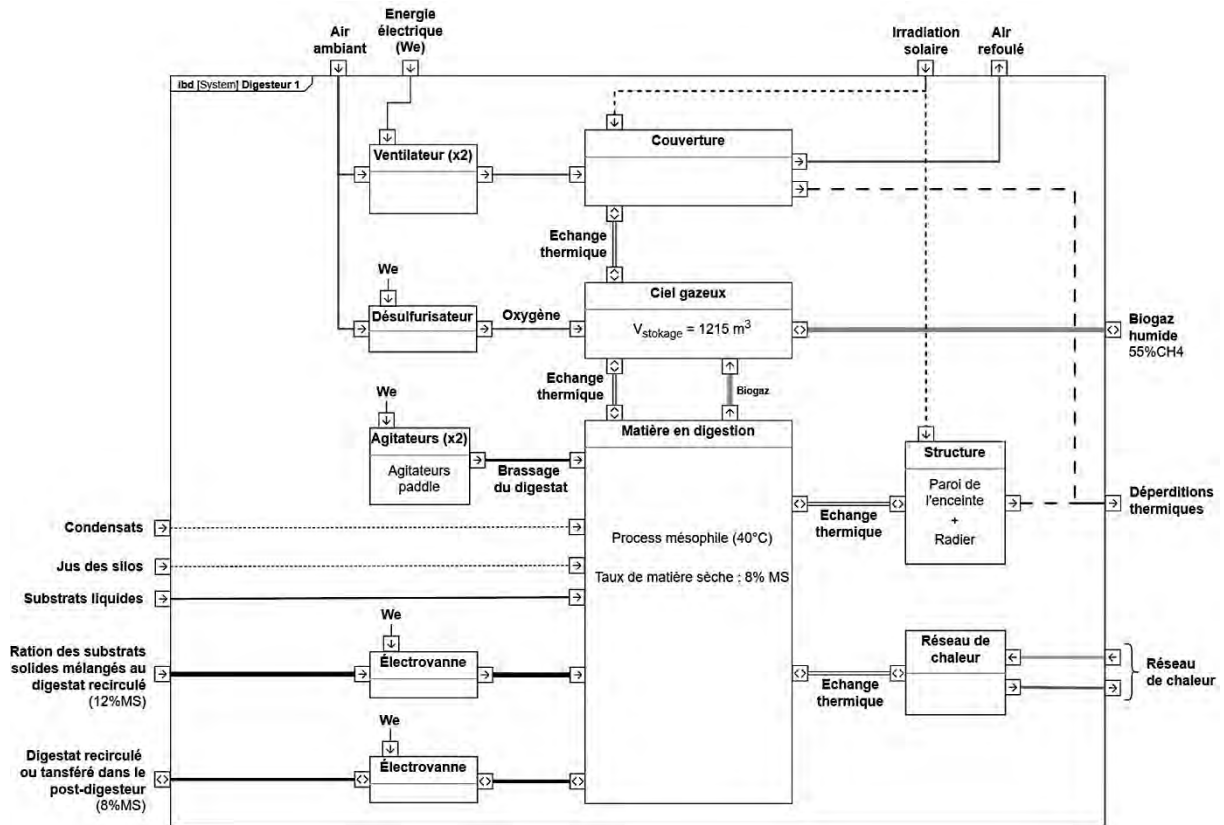 Air
ambiant
Energie
électrique
(We)
Irradiation
solaire
Air
refoulé
ibd [System] Digesteur 1
Ventilateur (x2)
Couverture
Echange
thermique
We
Désulfurisateur
Oxygène
Ciel gazeux
Vstokage = 1215 m3
Biogaz
humide
55%CH4
Echange
thermique
Biogaz
We
Agitateurs (x2)
Agitateurs
paddle
Brassage
du digestat
Matière en digestion
Process mésophile (40°C)
Taux de matière sèche : 8% MS
Structure
Paroi de
l'enceinte
+
Radier
Echange
thermique
Déperditions
thermiques
Condensats
Jus des silos
Substrats liquides
We
Électrovanne
Ration des substrats
solides mélangés au
digestat recirculé
(12%MS)
Echange
thermique
Réseau de
chaleur
Réseau
de chaleur
We
Électrovanne
Digestat recirculé
ou tansféré dans le
post-digesteur
(8%MS)